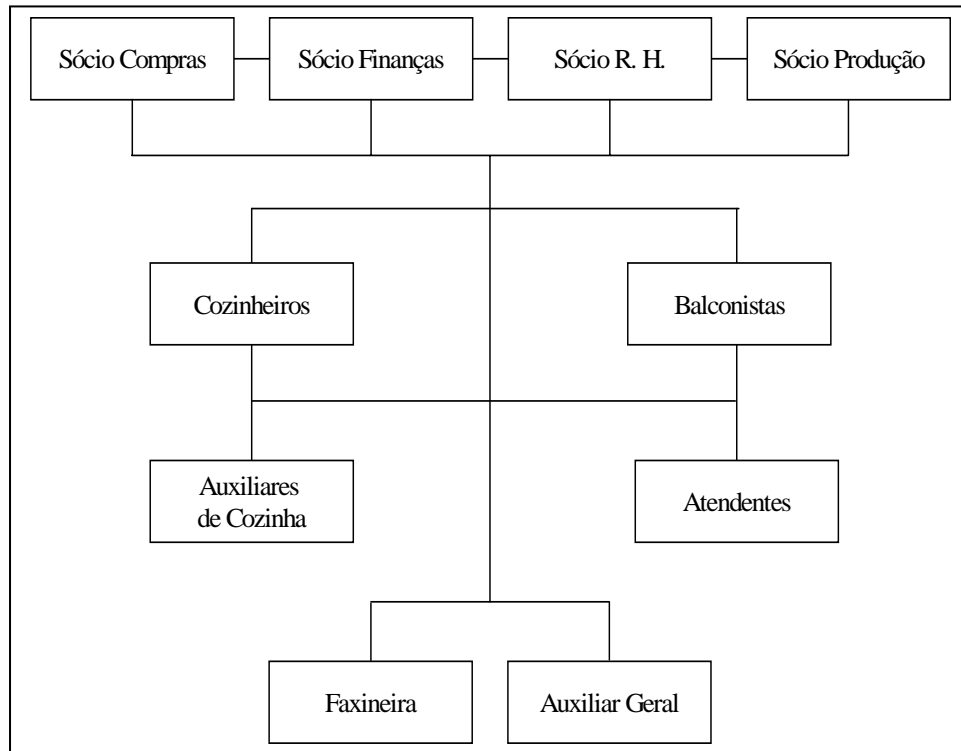 Sócio Compras
Sócio Finanças
Sócio R. H.
Sócio Produção
Cozinheiros
Balconistas
Auxiliares
de Cozinha
Atendentes
Faxineira
Auxiliar Geral